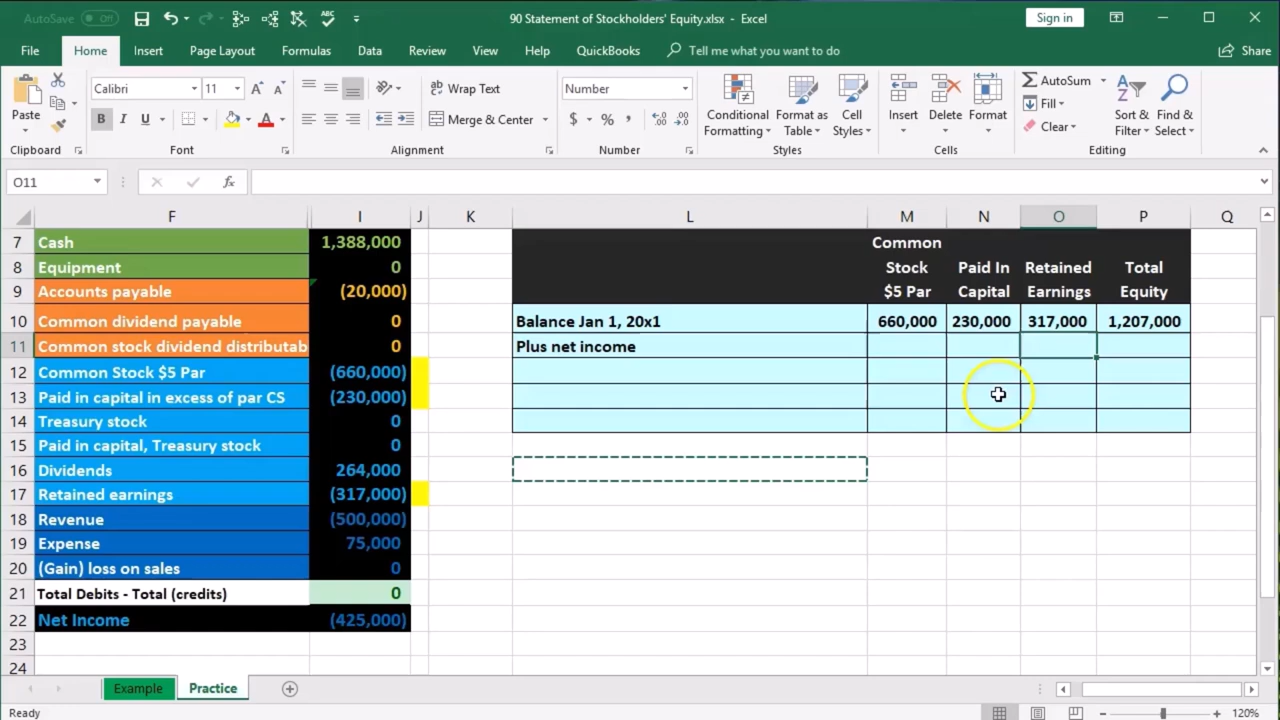 AutoSave Off 90 Statement of Stockholders' Equity.xlsx - Excel Sign in
File Home Insert Page Layout Formulas Data Review View Help QuickBooks Tell me what you want to do Share
Calibri 11 A A Wrap Text Number AutoSum
Paste B I U A Merge & Center $ % , Conditional Formatting Format as Table Cell Styles Insert Delete Format Fill Clear Sort & Filter Find & Select
Clipboard Font Alignment Number Styles Cells Editing
O11 fx
F I J K L M N O P Q
7 Cash 1,388,000 Common
8 Equipment 0 Stock Paid In Retained Total
9 Accounts payable (20,000) $5 Par Capital Earnings Equity
10 Common dividend payable 0 Balance Jan 1, 20x1 660,000 230,000 317,000 1,207,000
11 Common stock dividend distributab 0 Plus net income
12 Common Stock $5 Par (660,000)
13 Paid in capital in excess of par CS (230,000)
14 Treasury stock 0
15 Paid in capital, Treasury stock 0
16 Dividends 264,000
17 Retained earnings (317,000)
18 Revenue (500,000)
19 Expense 75,000
20 (Gain) loss on sales 0
21 Total Debits - Total (credits) 0
22 Net Income (425,000)
23
24
Example Practice
Ready 120%